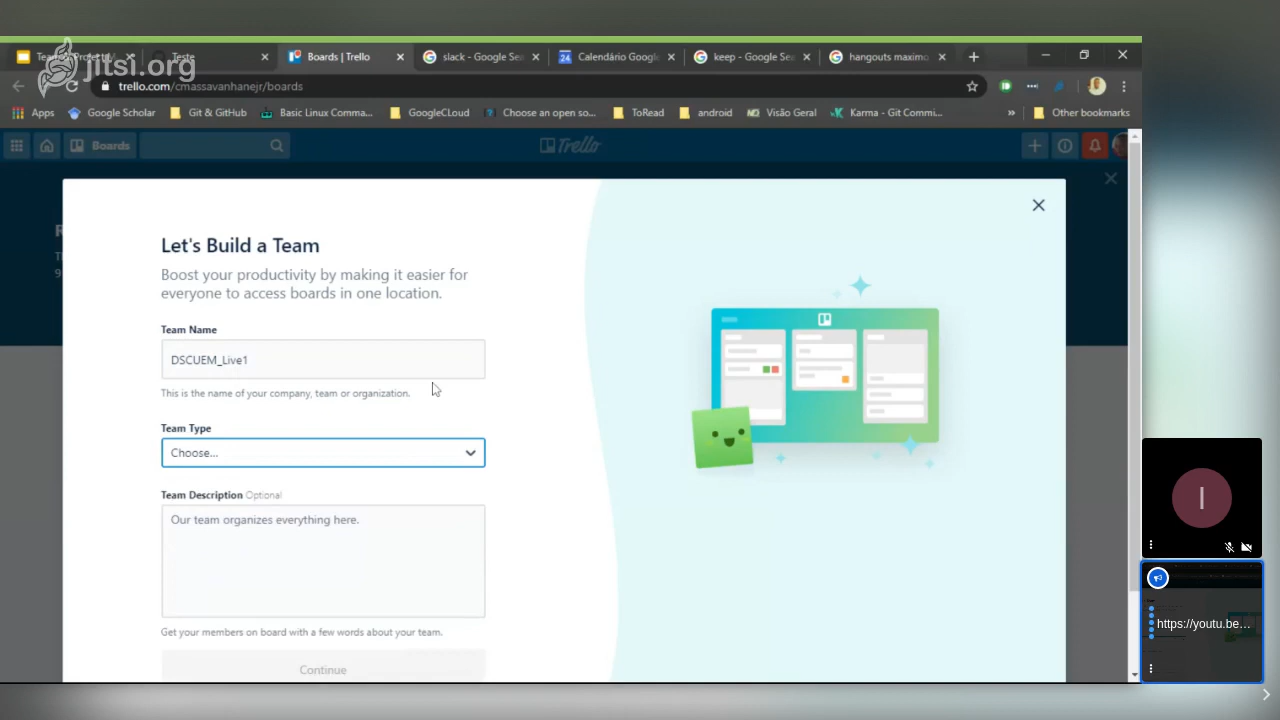 jitsi.org
Teste
Boards | Trello
slack - Google Sea
Calendário Google
keep - Google Sea
hangouts maximo
trello.com/cmassavanhanejr/boards
Apps
Google Scholar
Git & GitHub
Basic Linux Comma...
GoogleCLoud
Choose an open so...
ToRead
android
Visão Geral
Karma - Git Commi...
»
Other bookmarks
Boards
Trello
Let's Build a Team
Boost your productivity by making it easier for
everyone to access boards in one location.
Team Name
DSCUEM_Live1
This is the name of your company, team or organization.
Team Type
Choose...
Team Description Optional
Our team organizes everything here.
Get your members on board with a few words about your team.
Continue
I
https://youtu.be...